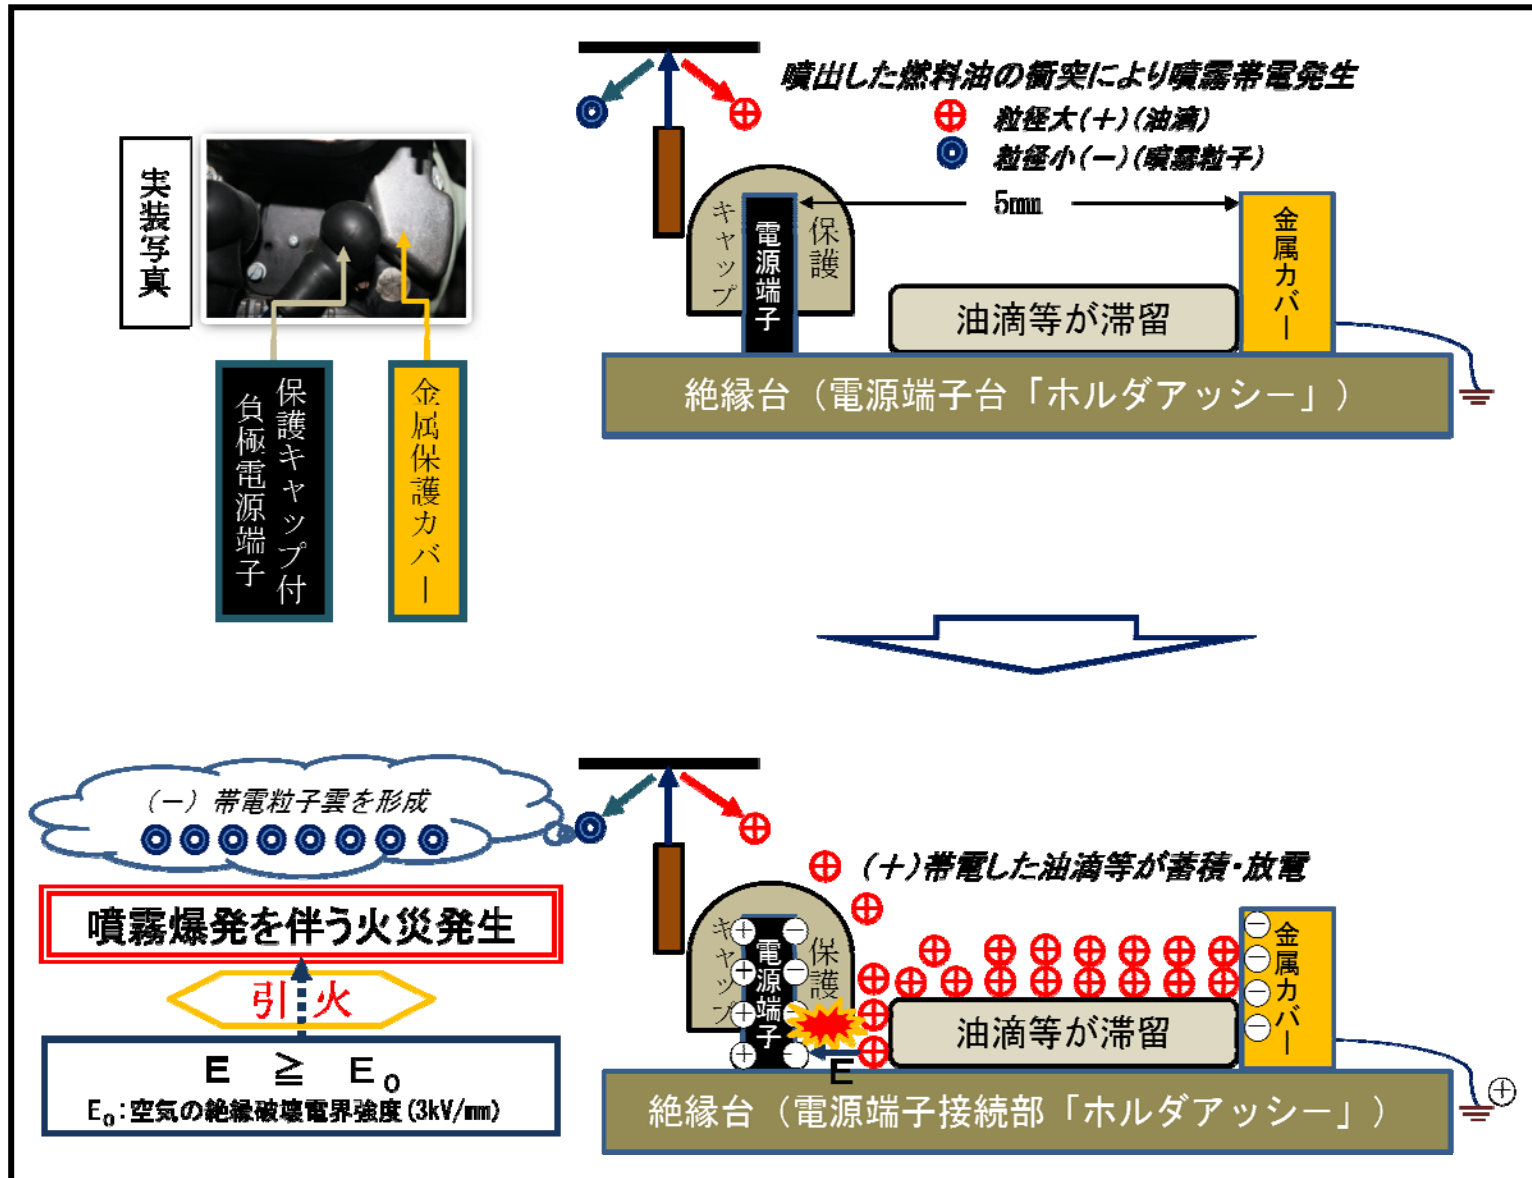 噴出した燃料油の衝突により噴霧帯電発生
粒径大(+)(油滴)
粒径小(-)(噴霧粒子)
実装写真
保護キャップ付
負極電源端子
金属保護カバー
5mm
保護
キャップ
電源端子
金属カバー
油滴等が滞留
絶縁台（電源端子台「ホルダアッシー」）
(-) 帯電粒子雲を形成
噴霧爆発を伴う火災発生
引火
E ≧ E₀
E₀:空気の絶縁破壊電界強度(3kV/mm)
(+)帯電した油滴等が蓄積・放電
保護
キャップ
電源端子
金属カバー
油滴等が滞留
E
絶縁台（電源端子接続部「ホルダアッシー」）